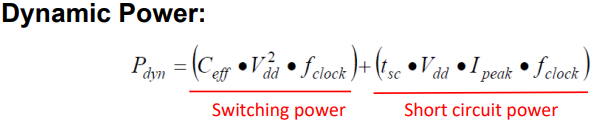 Dynamic Power:
P_dyn = (C_eff • V_dd^2 • f_clock) + (t_sc • V_dd • I_peak • f_clock)
Switching power Short circuit power